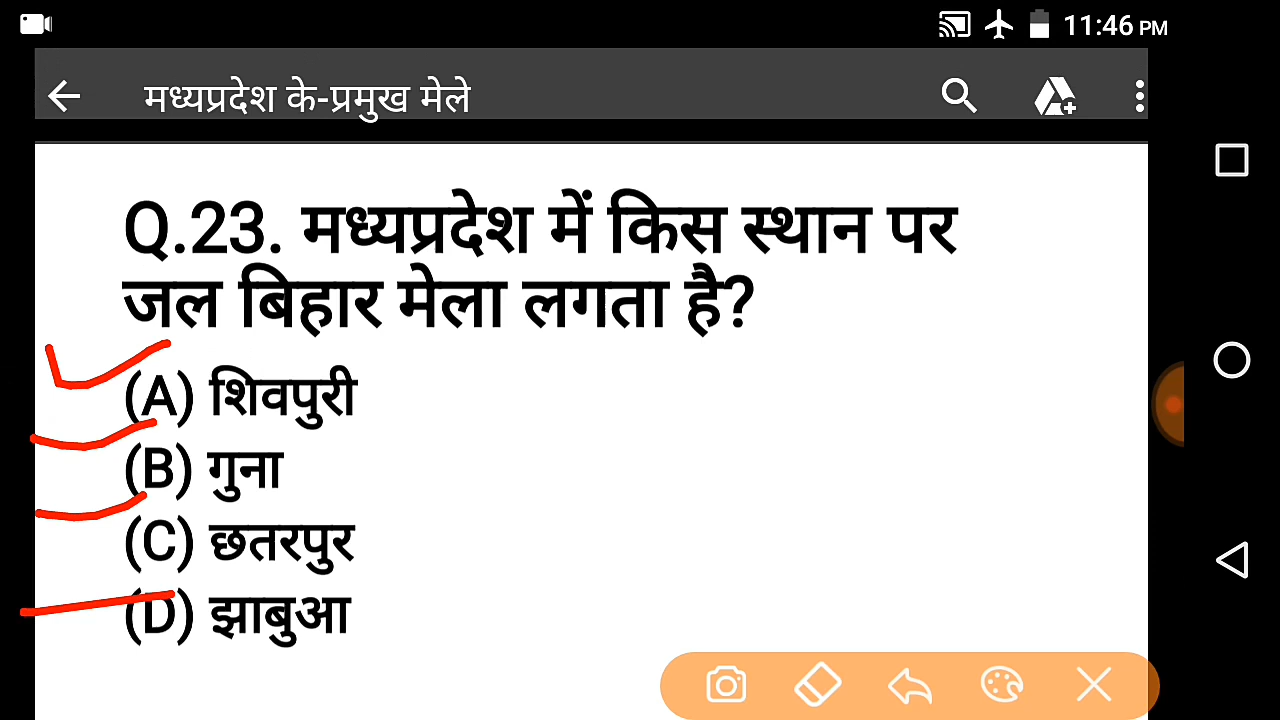 11:46 PM
मध्यप्रदेश के-प्रमुख मेले
Q.23. मध्यप्रदेश में किस स्थान पर
जल बिहार मेला लगता है?
(A) शिवपुरी
(B) गुना
(C) छतरपुर
(D) झाबुआ